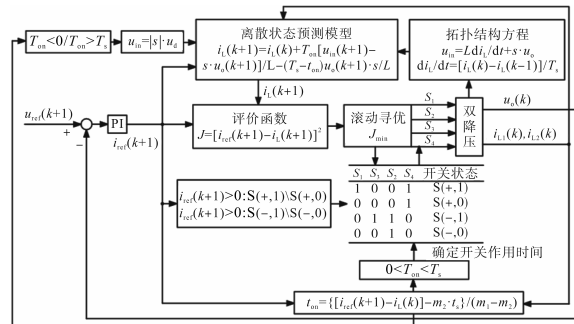 T_on<0/T_on>T_s
u_in=|s|·u_d
离散状态预测模型
i_L(k+1)=i_L(k)+T_on[u_in(k+1)-
s·u_o(k+1)]/L-(T_s-t_on)u_o(k+1)·s/L
拓扑结构方程
u_in=Ldi_L/dt+s·u_o
di_L/dt=[i_L(k)-i_L(k-1)]/T_s
i_L(k+1)
u_ref(k+1)
+
-
PI
i_ref(k+1)
评价函数
J=[i_ref(k+1)-i_L(k+1)]²
滚动寻优
J_min
S_1
S_2
S_3
S_4
双降压
u_o(k)
i_L1(k),i_L2(k)
S_1 S_3 S_2 S_4 开关状态
1 0 0 1 S(+,1)
0 0 0 1 S(+,0)
0 1 1 0 S(-,1)
0 0 1 0 S(-,0)
i_ref(k+1)>0:S(+,1)\S(+,0)
i_ref(k+1)>0:S(-,1)\S(-,0)
确定开关作用时间
0<T_on<T_s
t_on={[i_ref(k+1)-i_L(k)]-m_2·t_s}/(m_1-m_2)